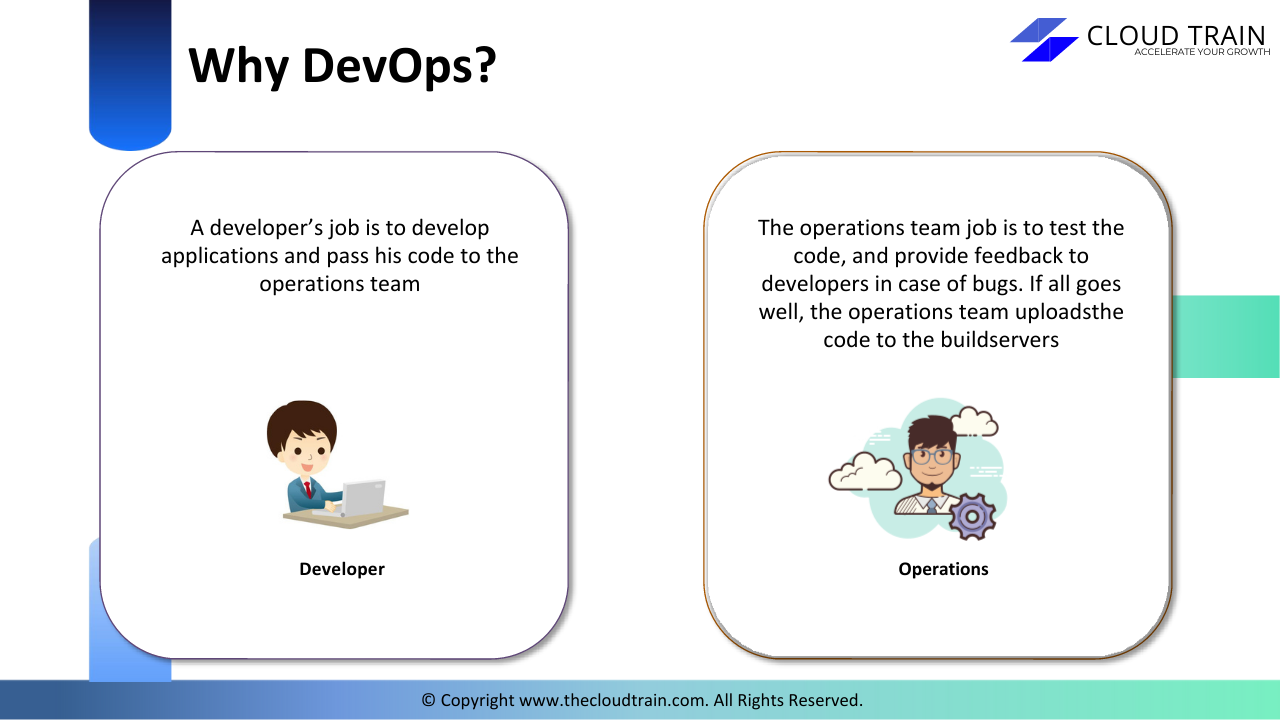 Why DevOps?
CLOUD TRAIN
ACCELERATE YOUR GROWTH
A developer’s job is to develop
applications and pass his code to the
operations team
Developer
The operations team job is to test the
code, and provide feedback to
developers in case of bugs. If all goes
well, the operations team uploadsthe
code to the buildservers
Operations
© Copyright www.thecloudtrain.com. All Rights Reserved.